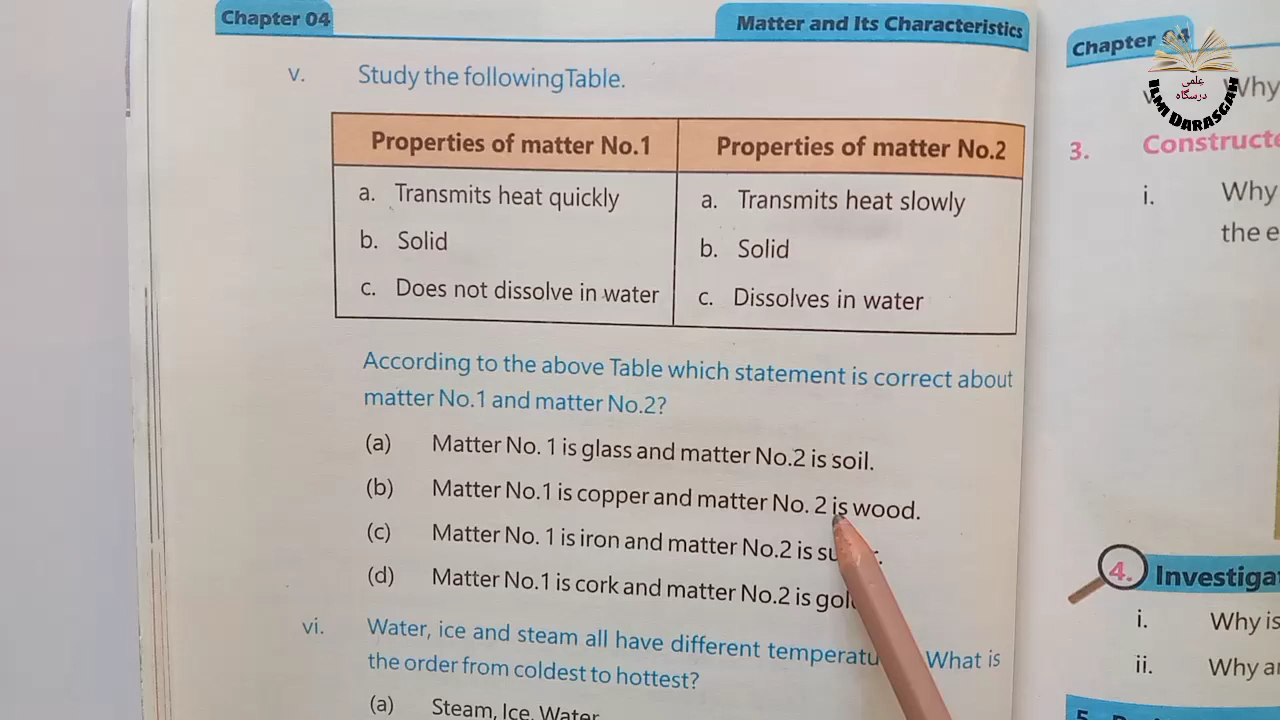 Chapter 04
Matter and Its Characteristics
v. Study the following Table.
Properties of matter No.1
Properties of matter No.2
a. Transmits heat quickly
a. Transmits heat slowly
b. Solid
b. Solid
c. Does not dissolve in water
c. Dissolves in water
According to the above Table which statement is correct about
matter No.1 and matter No.2?
(a) Matter No. 1 is glass and matter No.2 is soil.
(b) Matter No.1 is copper and matter No. 2 is wood.
(c) Matter No. 1 is iron and matter No.2 is
(d) Matter No.1 is cork and matter No.2 is
vi. Water, ice and steam all have different What is
the order from coldest to hottest?
(a) Steam, Ice, Water
Chapter
Why
3.
i. Why
the
4.
i. Why is
ii. Why
5.
علمی
درسگاہ
ILMI DARASGAH